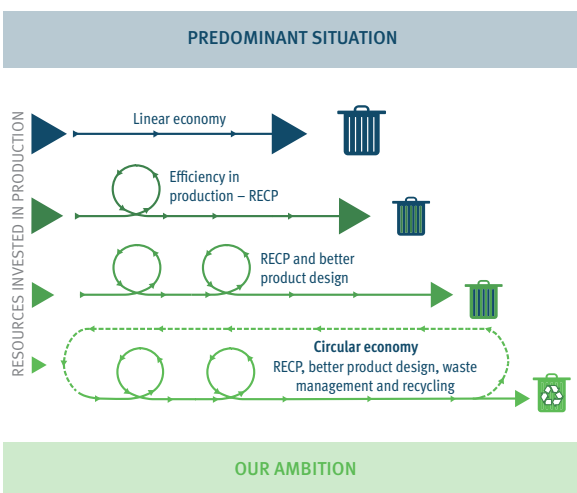 PREDOMINANT SITUATION
RESOURCES INVESTED IN PRODUCTION
Linear economy
Efficiency in
production – RECP
RECP and better
product design
Circular economy
RECP, better product design, waste
management and recycling
OUR AMBITION